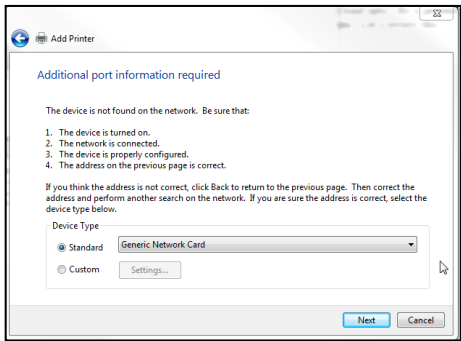 Add Printer
Additional port information required
The device is not found on the network. Be sure that:
1. The device is turned on.
2. The network is connected.
3. The device is properly configured.
4. The address on the previous page is correct.
If you think the address is not correct, click Back to return to the previous page. Then correct the
address and perform another search on the network. If you are sure the address is correct, select the
device type below.
Device Type
Standard
Generic Network Card
Custom
Settings...
Next
Cancel